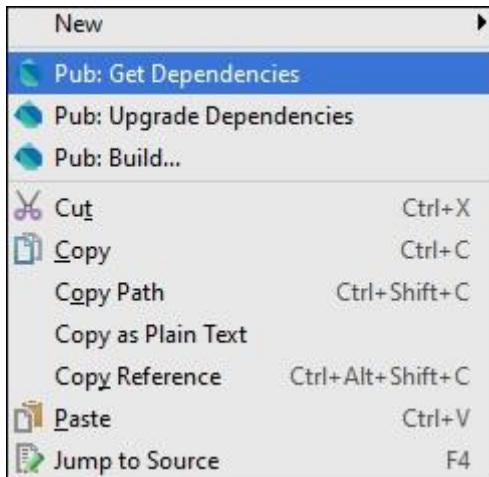 New
Pub: Get Dependencies
Pub: Upgrade Dependencies
Pub: Build...
Cut Ctrl+X
Copy Ctrl+C
Copy Path Ctrl+Shift+C
Copy as Plain Text
Copy Reference Ctrl+Alt+Shift+C
Paste Ctrl+V
Jump to Source F4